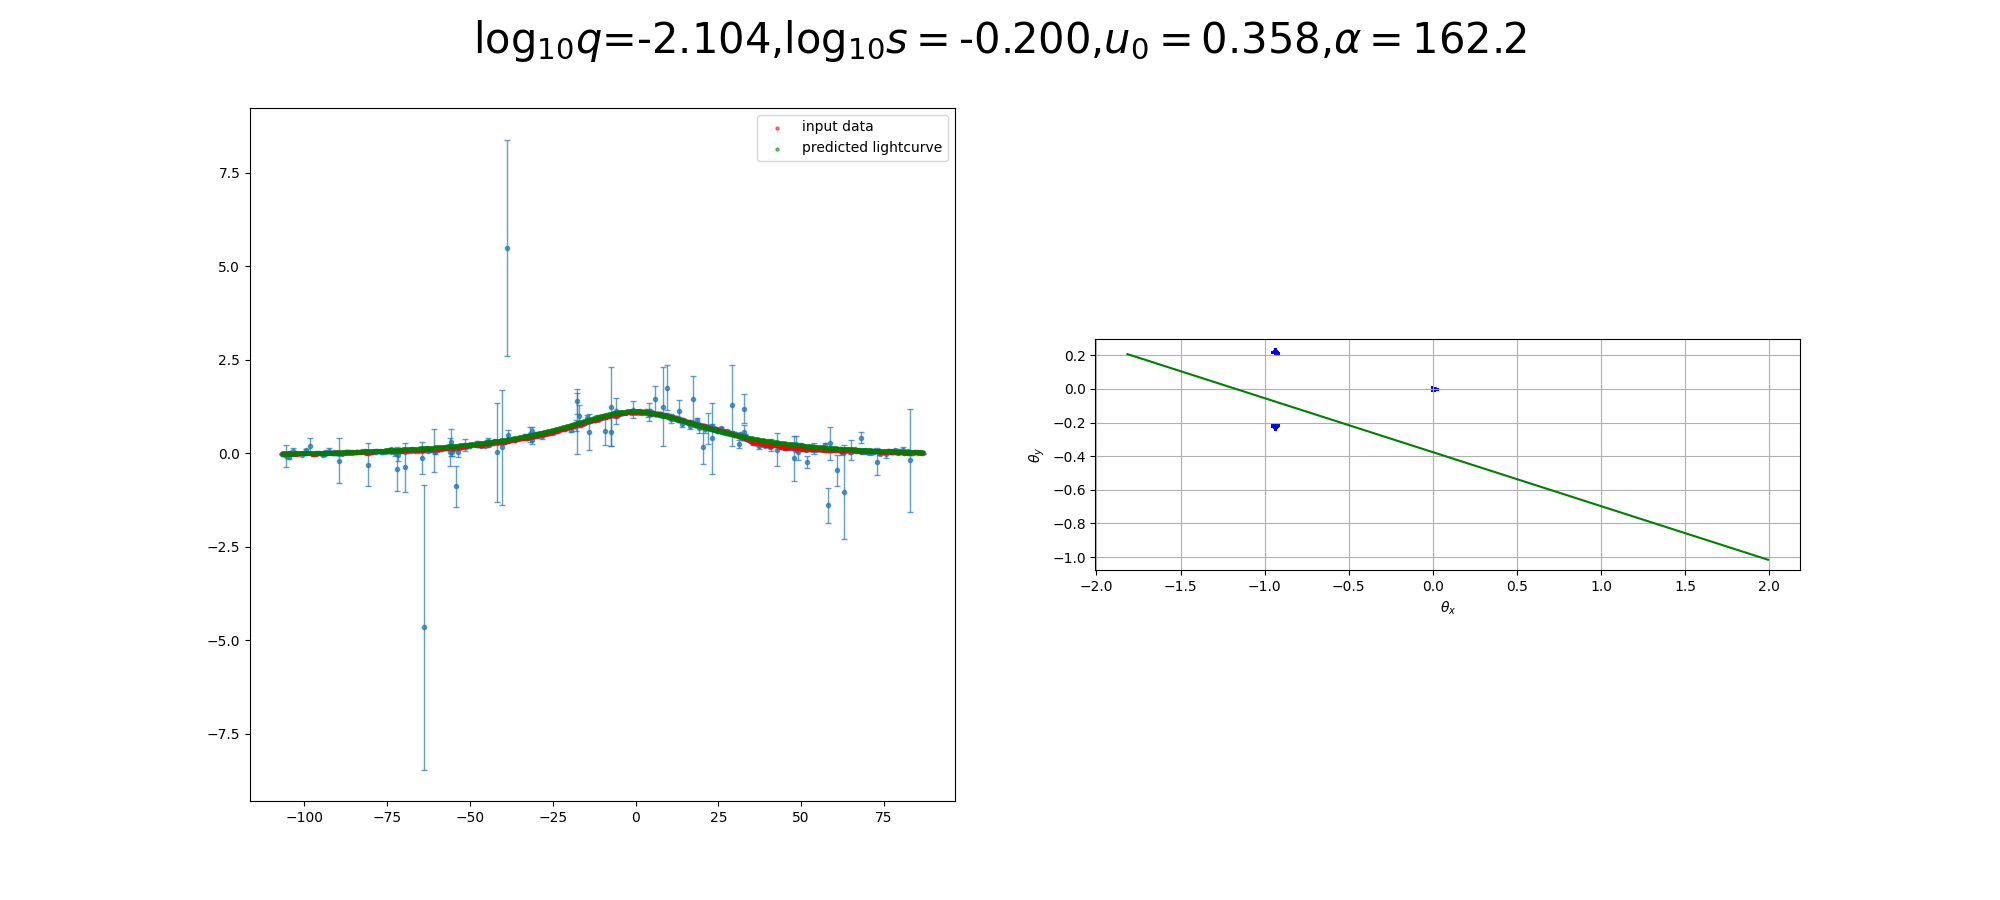 log₁₀q=-2.104,log₁₀s = -0.200,u₀ = 0.358,α = 162.2
input data
predicted lightcurve
7.5
5.0
2.5
0.0
−2.5
−5.0
−7.5
−100 −75 −50 −25 0 25 50 75
0.2
0.0
−0.2
−0.4
−0.6
−0.8
−1.0
θy
−2.0 −1.5 −1.0 −0.5 0.0 0.5 1.0 1.5 2.0
θx